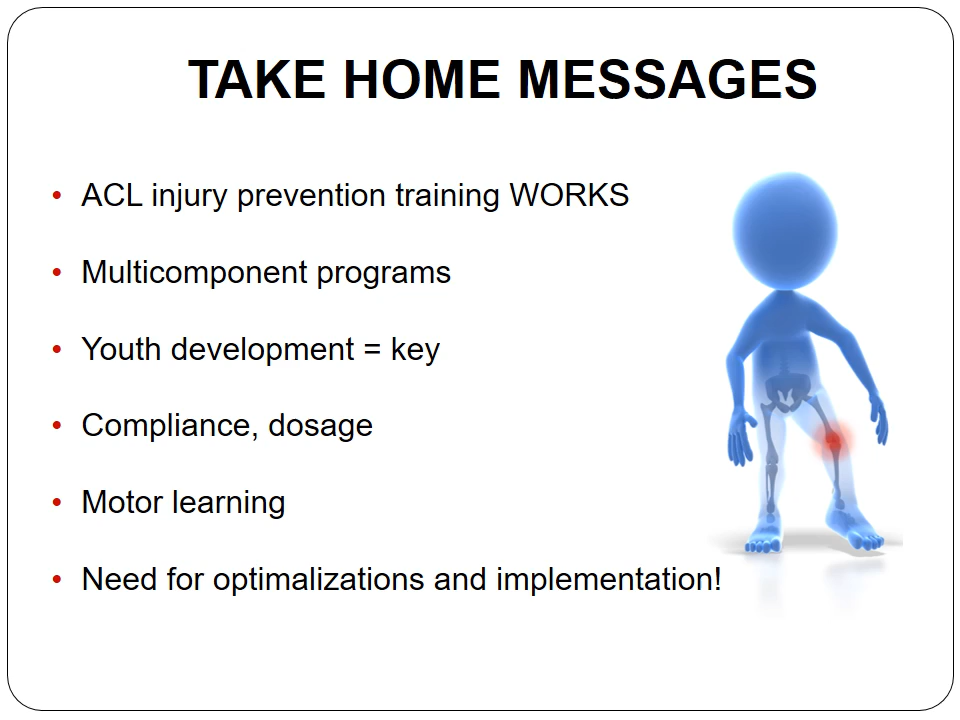 TAKE HOME MESSAGES
• ACL injury prevention training WORKS
• Multicomponent programs
• Youth development = key
• Compliance, dosage
• Motor learning
• Need for optimalizations and implementation!